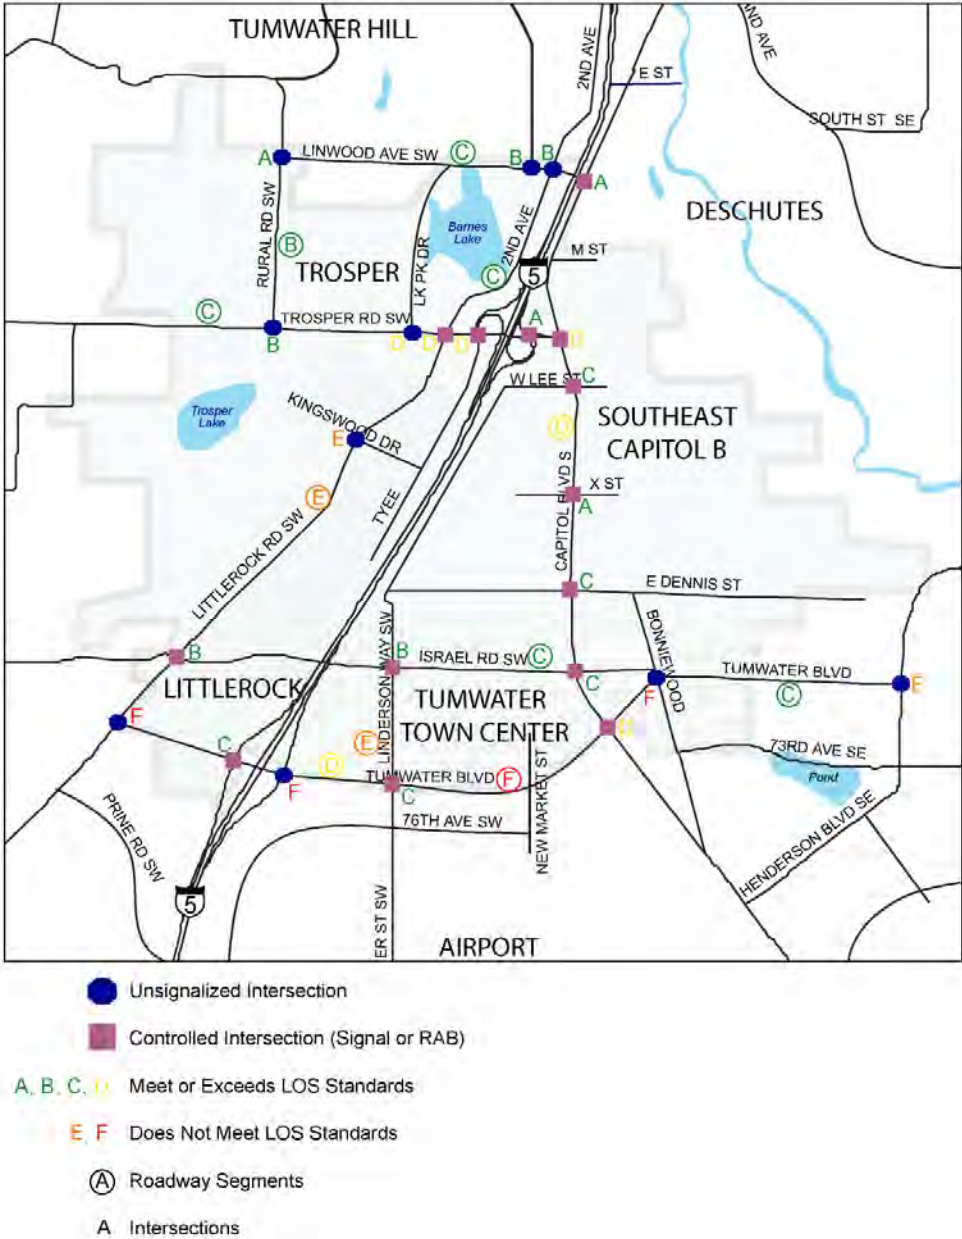 TUMWATER HILL
2ND AVE
AND AVE
E ST
SOUTH ST SE
A
LINWOOD AVE SW
C
B
B
A
DESCHUTES
RURAL RD SW
B
TROSPER
LK PK DR
Barnes
Lake
2ND AVE
C
M ST
5
C
TROSPER RD SW
B
D
D
D
A
D
W LEE ST
C
Trosper
Lake
KINGSWOOD DR
E
D
SOUTHEAST
CAPITOL B
E
TYEE
CAPITOL BLVD S
X ST
A
LITTLEROCK RD SW
C
E DENNIS ST
B
LINDERSON WAY SW
B
ISRAEL RD SW
C
C
BONNIEWOOD
F
TUMWATER BLVD
C
E
LITTLEROCK
TUMWATER
TOWN CENTER
F
C
E
D
F
D
TUMWATER BLVD
F
C
NEW MARKET ST
73RD AVE SE
Pond
76TH AVE SW
PRINE RD SW
HENDERSON BLVD SE
5
ER ST SW
AIRPORT
Unsignalized Intersection
Controlled Intersection (Signal or RAB)
A, B, C, D Meet or Exceeds LOS Standards
E, F Does Not Meet LOS Standards
A Roadway Segments
A Intersections